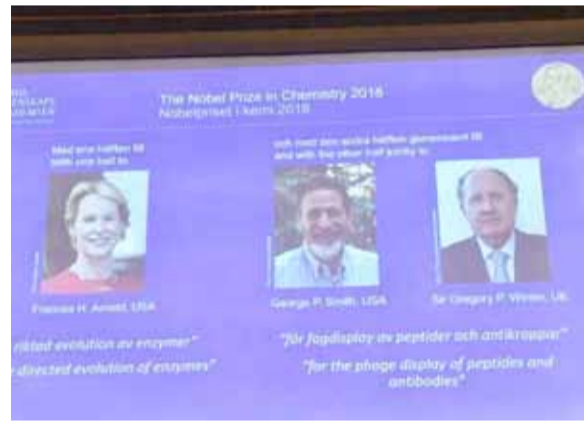 The Nobel Prize in Chemistry 2018
Nobelpriset i kemi 2018
Med ena hälften till
With one half to
och med den andra hälften gemensamt till
and with the other half jointly to
Frances H. Arnold, USA
George P. Smith, USA
Sir Gregory P. Winter, UK
riktad evolution av enzymer"
directed evolution of enzymes"
"för fagdisplay av peptider och antikroppar"
"for the phage display of peptides and
antibodies"